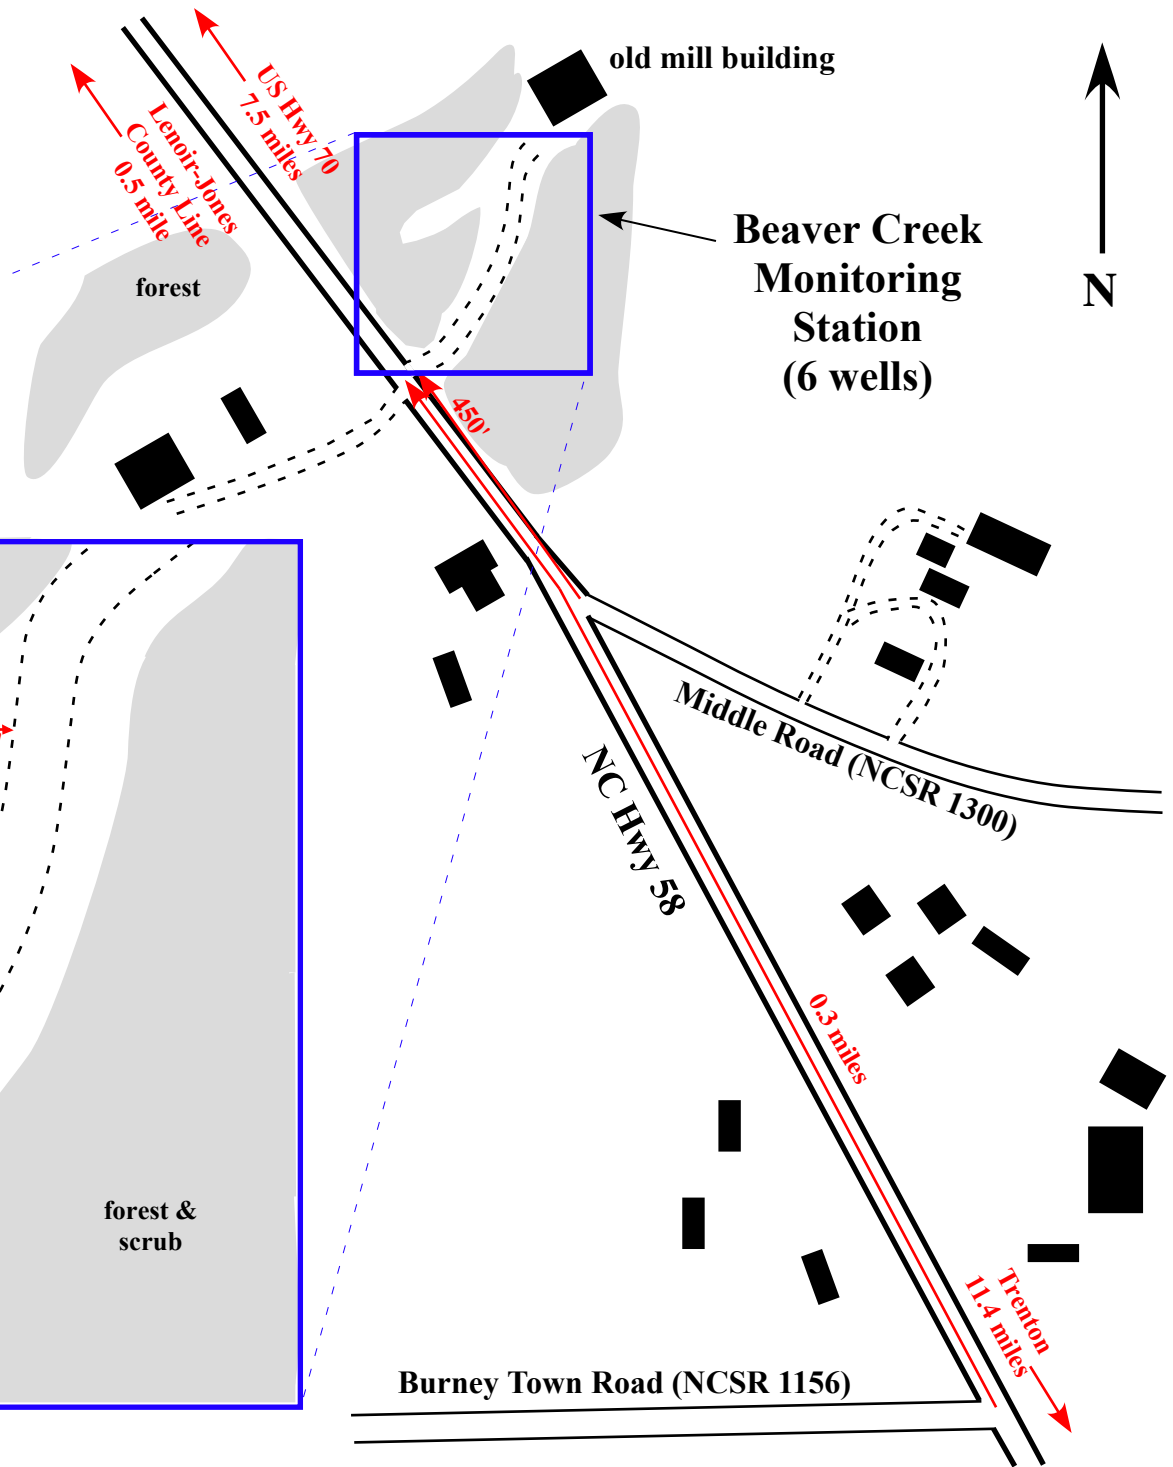 old mill building
US Hwy 70
7.5 miles
Lenoir-Jones
County Line
0.5 mile
Beaver Creek
Monitoring
Station
(6 wells)
N
forest
450'
Middle Road (NCSR 1300)
NC Hwy 58
0.3 miles
forest &
scrub
Trenton
11.4 miles
Burney Town Road (NCSR 1156)